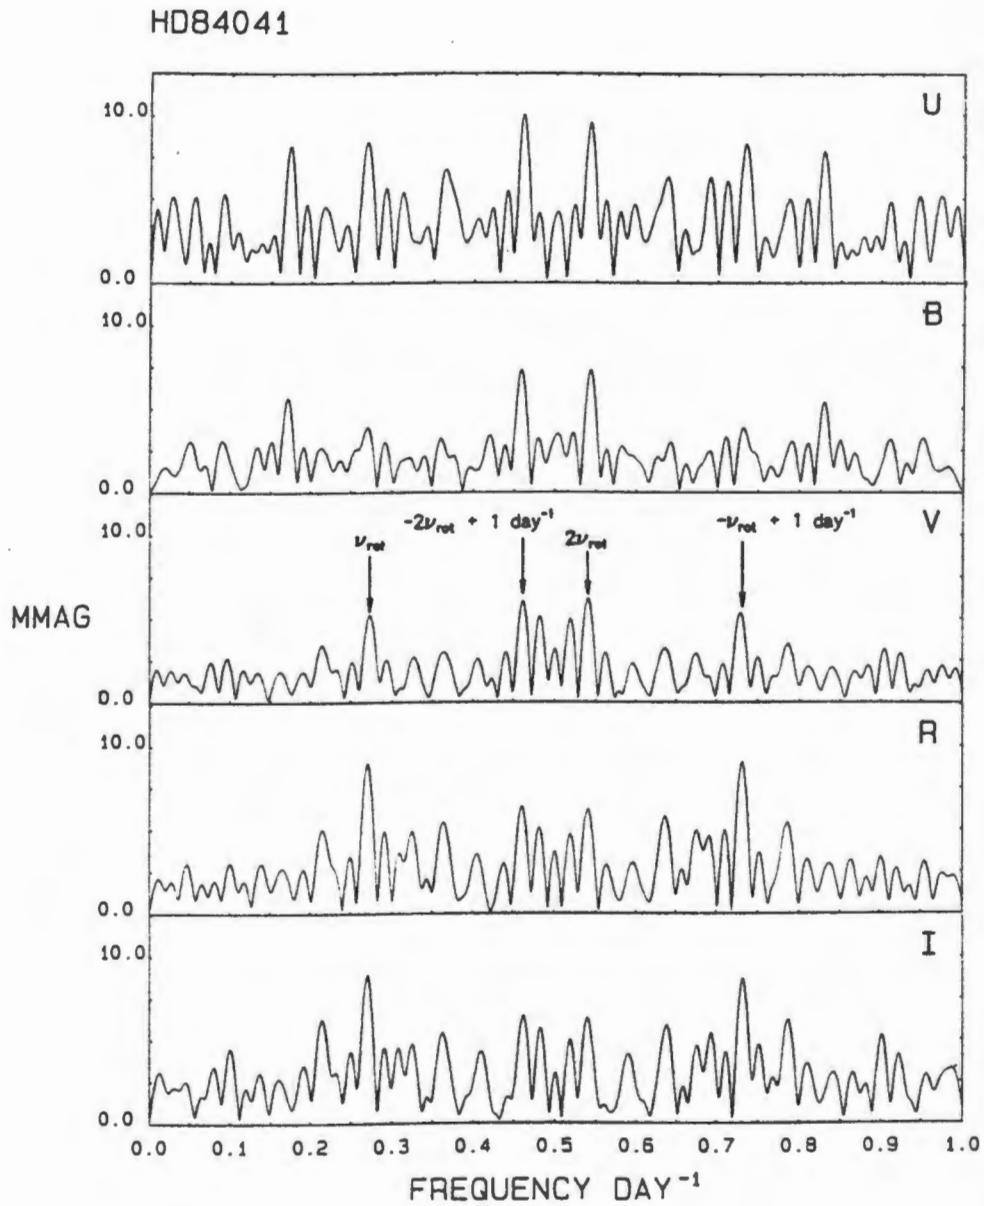 HD84041
10.0
U
0.0
10.0
B
0.0
10.0
-2ν_rot + 1 day⁻¹
-ν_rot + 1 day⁻¹
V
ν_rot
2ν_rot
MMAG
0.0
10.0
R
0.0
10.0
I
0.0
0.0 0.1 0.2 0.3 0.4 0.5 0.6 0.7 0.8 0.9 1.0
FREQUENCY DAY⁻¹